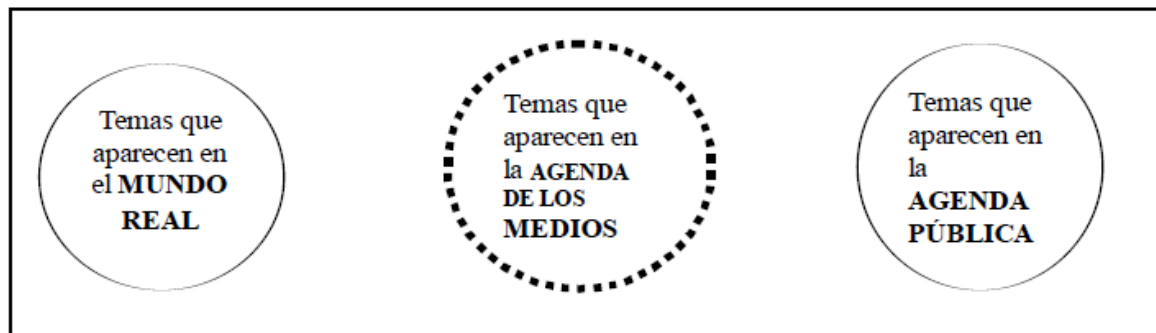 Temas que
aparecen en
el MUNDO
REAL
Temas que
aparecen en
la AGENDA
DE LOS
MEDIOS
Temas que
aparecen en
la
AGENDA
PÚBLICA